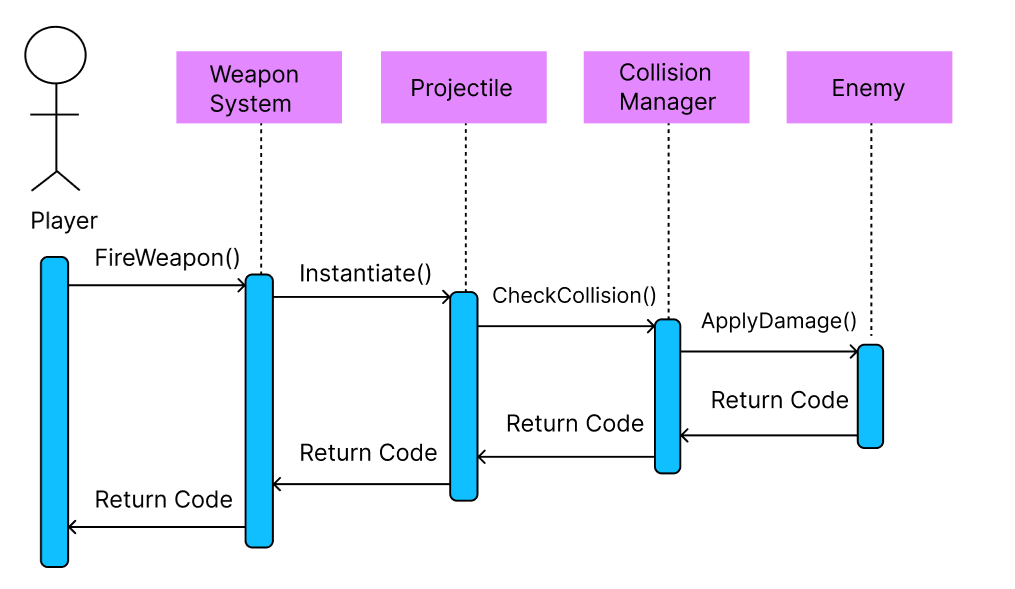 Weapon
System
Projectile
Collision
Manager
Enemy
Player
FireWeapon()
Instantiate()
CheckCollision()
ApplyDamage()
Return Code
Return Code
Return Code
Return Code